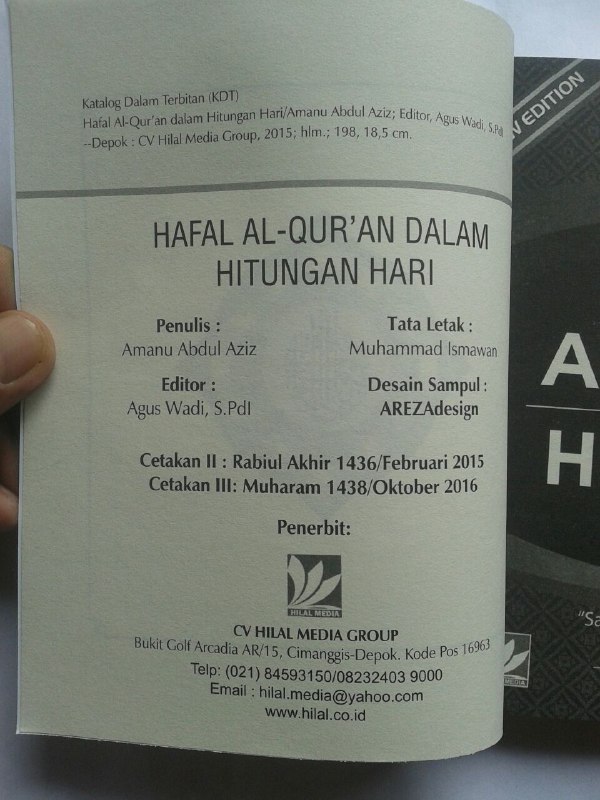 Katalog Dalam Terbitan (KDT)
Hafal Al-Qur'an dalam Hitungan Hari/Amanu Abdul Aziz; Editor, Agus Wadi, S.PdI
--Depok : CV Hilal Media Group, 2015; hlm.; 198, 18,5 cm.
HAFAL AL-QUR'AN DALAM
HITUNGAN HARI
Penulis :
Amanu Abdul Aziz
Tata Letak :
Muhammad Ismawan
Editor :
Agus Wadi, S.PdI
Desain Sampul :
AREZAdesign
Cetakan II : Rabiul Akhir 1436/Februari 2015
Cetakan III: Muharam 1438/Oktober 2016
Penerbit:
HILAL MEDIA
CV HILAL MEDIA GROUP
Bukit Golf Arcadia AR/15, Cimanggis-Depok. Kode Pos 16963
Telp: (021) 84593150/08232403 9000
Email : hilal.media@yahoo.com
www.hilal.co.id
EDITION
A
H
"Sa
MEDIA